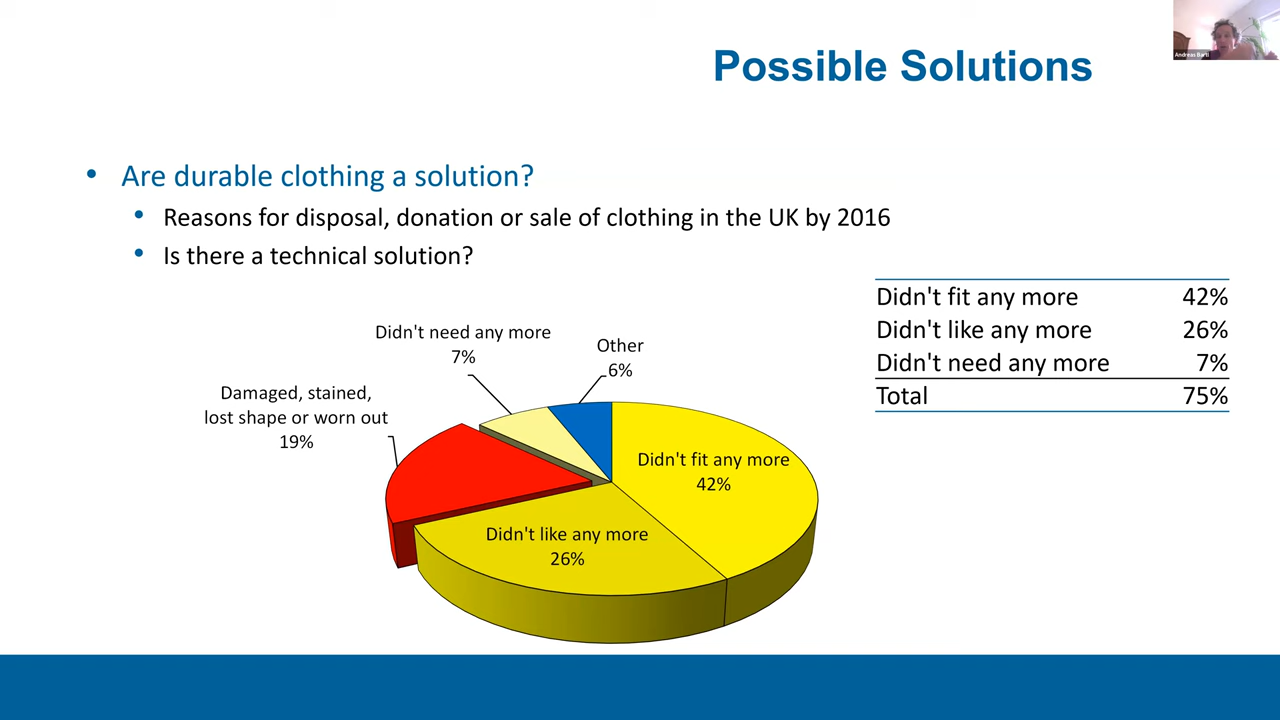 Possible Solutions
Andreas Bartl
• Are durable clothing a solution?
• Reasons for disposal, donation or sale of clothing in the UK by 2016
• Is there a technical solution?
Didn't fit any more 42%
Didn't like any more 26%
Didn't need any more 7%
Total 75%
Didn't need any more
7%
Other
6%
Damaged, stained,
lost shape or worn out
19%
Didn't fit any more
42%
Didn't like any more
26%